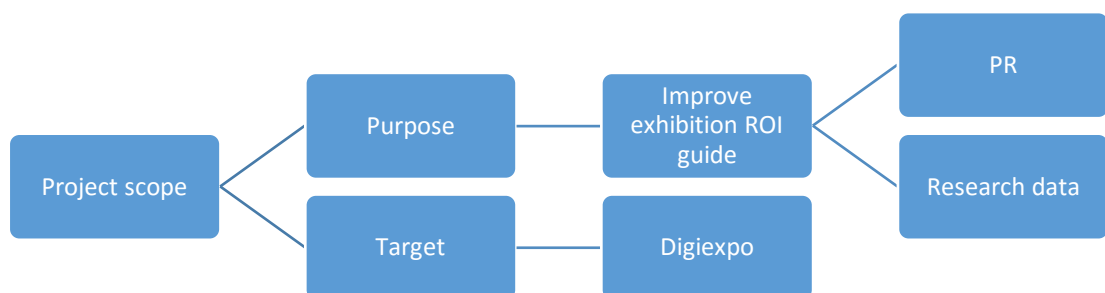 Project scope
Purpose
Target
Improve
exhibition ROI
guide
Digiexpo
PR
Research data